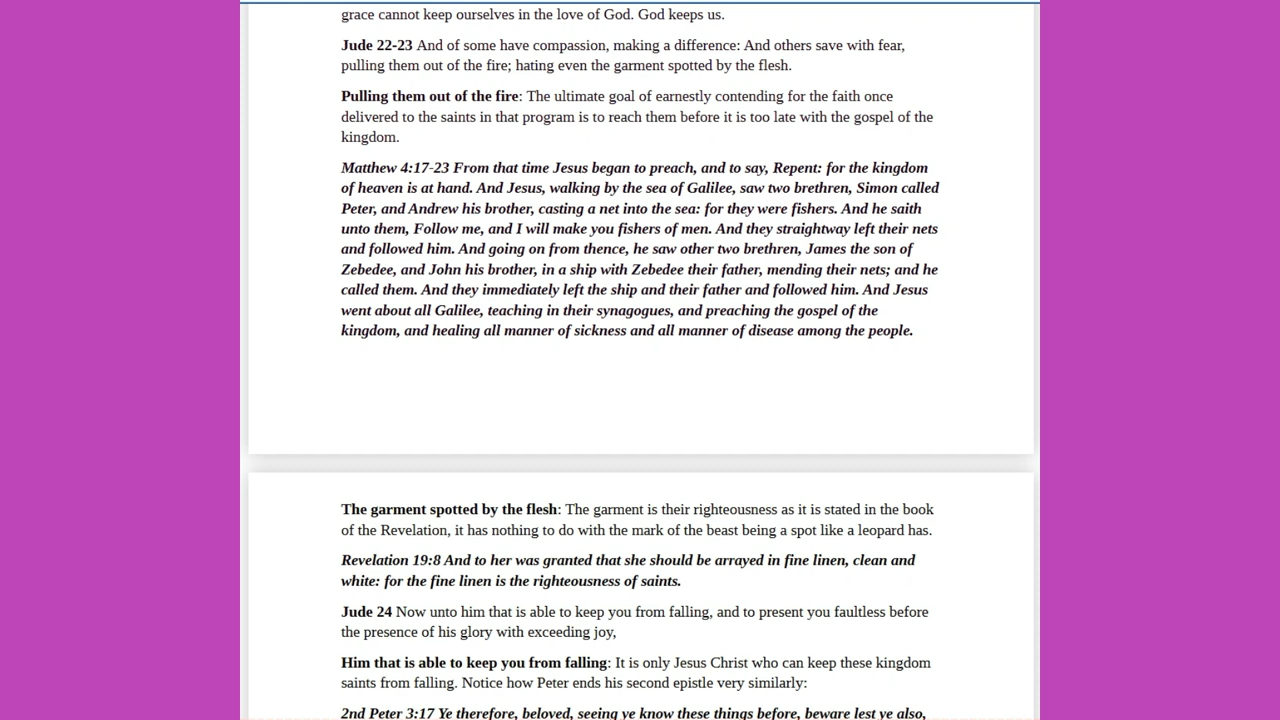 grace cannot keep ourselves in the love of God. God keeps us.
Jude 22-23 And of some have compassion, making a difference: And others save with fear,
pulling them out of the fire; hating even the garment spotted by the flesh.
Pulling them out of the fire: The ultimate goal of earnestly contending for the faith once
delivered to the saints in that program is to reach them before it is too late with the gospel of the
kingdom.
Matthew 4:17-23 From that time Jesus began to preach, and to say, Repent: for the kingdom
of heaven is at hand. And Jesus, walking by the sea of Galilee, saw two brethren, Simon called
Peter, and Andrew his brother, casting a net into the sea: for they were fishers. And he saith
unto them, Follow me, and I will make you fishers of men. And they straightway left their nets
and followed him. And going on from thence, he saw other two brethren, James the son of
Zebedee, and John his brother, in a ship with Zebedee their father, mending their nets; and he
called them. And they immediately left the ship and their father and followed him. And Jesus
went about all Galilee, teaching in their synagogues, and preaching the gospel of the
kingdom, and healing all manner of sickness and all manner of disease among the people.
The garment spotted by the flesh: The garment is their righteousness as it is stated in the book
of the Revelation, it has nothing to do with the mark of the beast being a spot like a leopard has.
Revelation 19:8 And to her was granted that she should be arrayed in fine linen, clean and
white: for the fine linen is the righteousness of saints.
Jude 24 Now unto him that is able to keep you from falling, and to present you faultless before
the presence of his glory with exceeding joy,
Him that is able to keep you from falling: It is only Jesus Christ who can keep these kingdom
saints from falling. Notice how Peter ends his second epistle very similarly:
2nd Peter 3:17 Ye therefore, beloved, seeing ye know these things before, beware lest ye also,